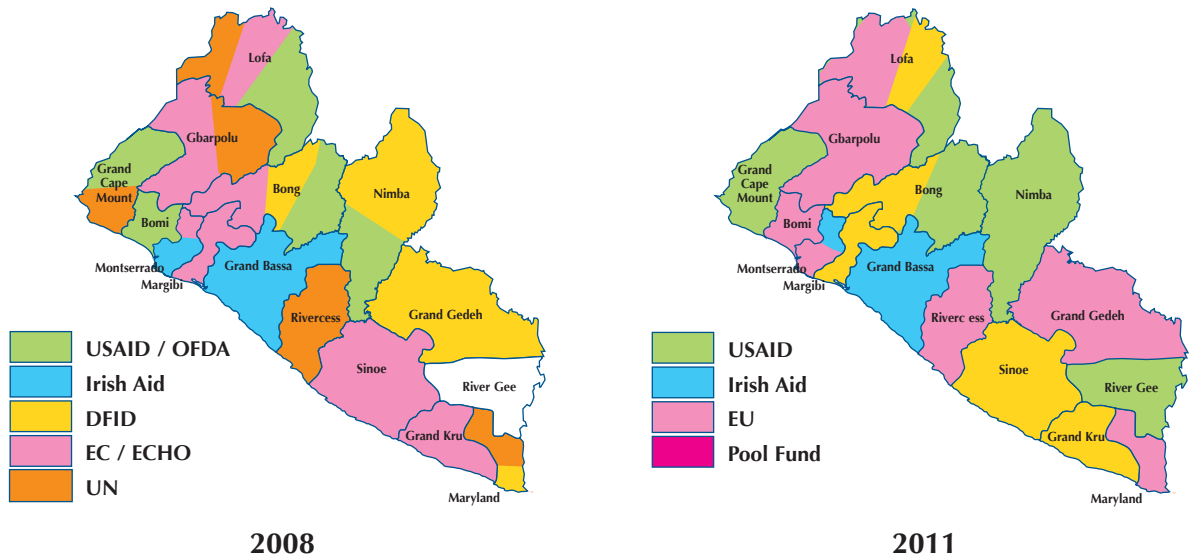 Lofa
Gbarpolu
Grand
Cape
Mount
Bong
Nimba
Bomi
Montserrado
Margibi
Grand Bassa
Grand Gedeh
Rivercess
Sinoe
River Gee
Grand Kru
Maryland
USAID / OFDA
Irish Aid
DFID
EC / ECHO
UN
2008
Lofa
Gbarpolu
Grand
Cape
Mount
Bong
Nimba
Bomi
Montserrado
Margibi
Grand Bassa
Riverc ess
Grand Gedeh
Sinoe
River Gee
Grand Kru
Maryland
USAID
Irish Aid
EU
Pool Fund
2011